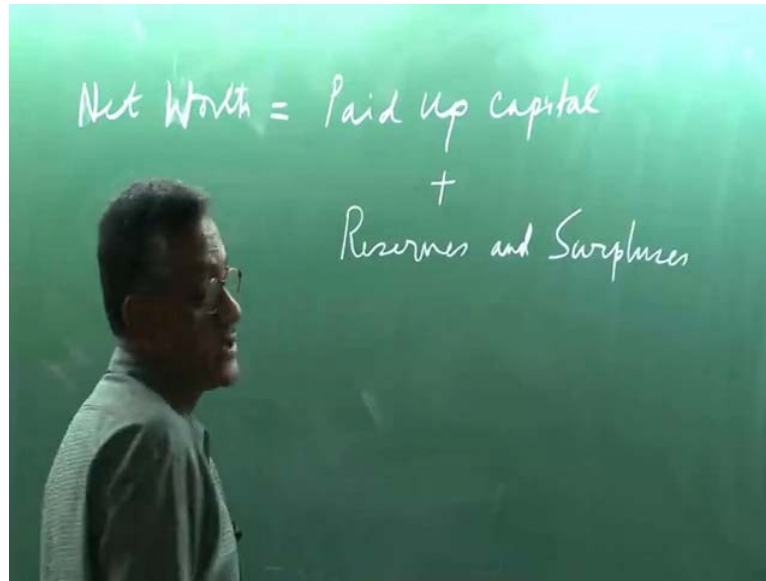 Net Worth = Paid up capital
+
Reserves and Surpluses